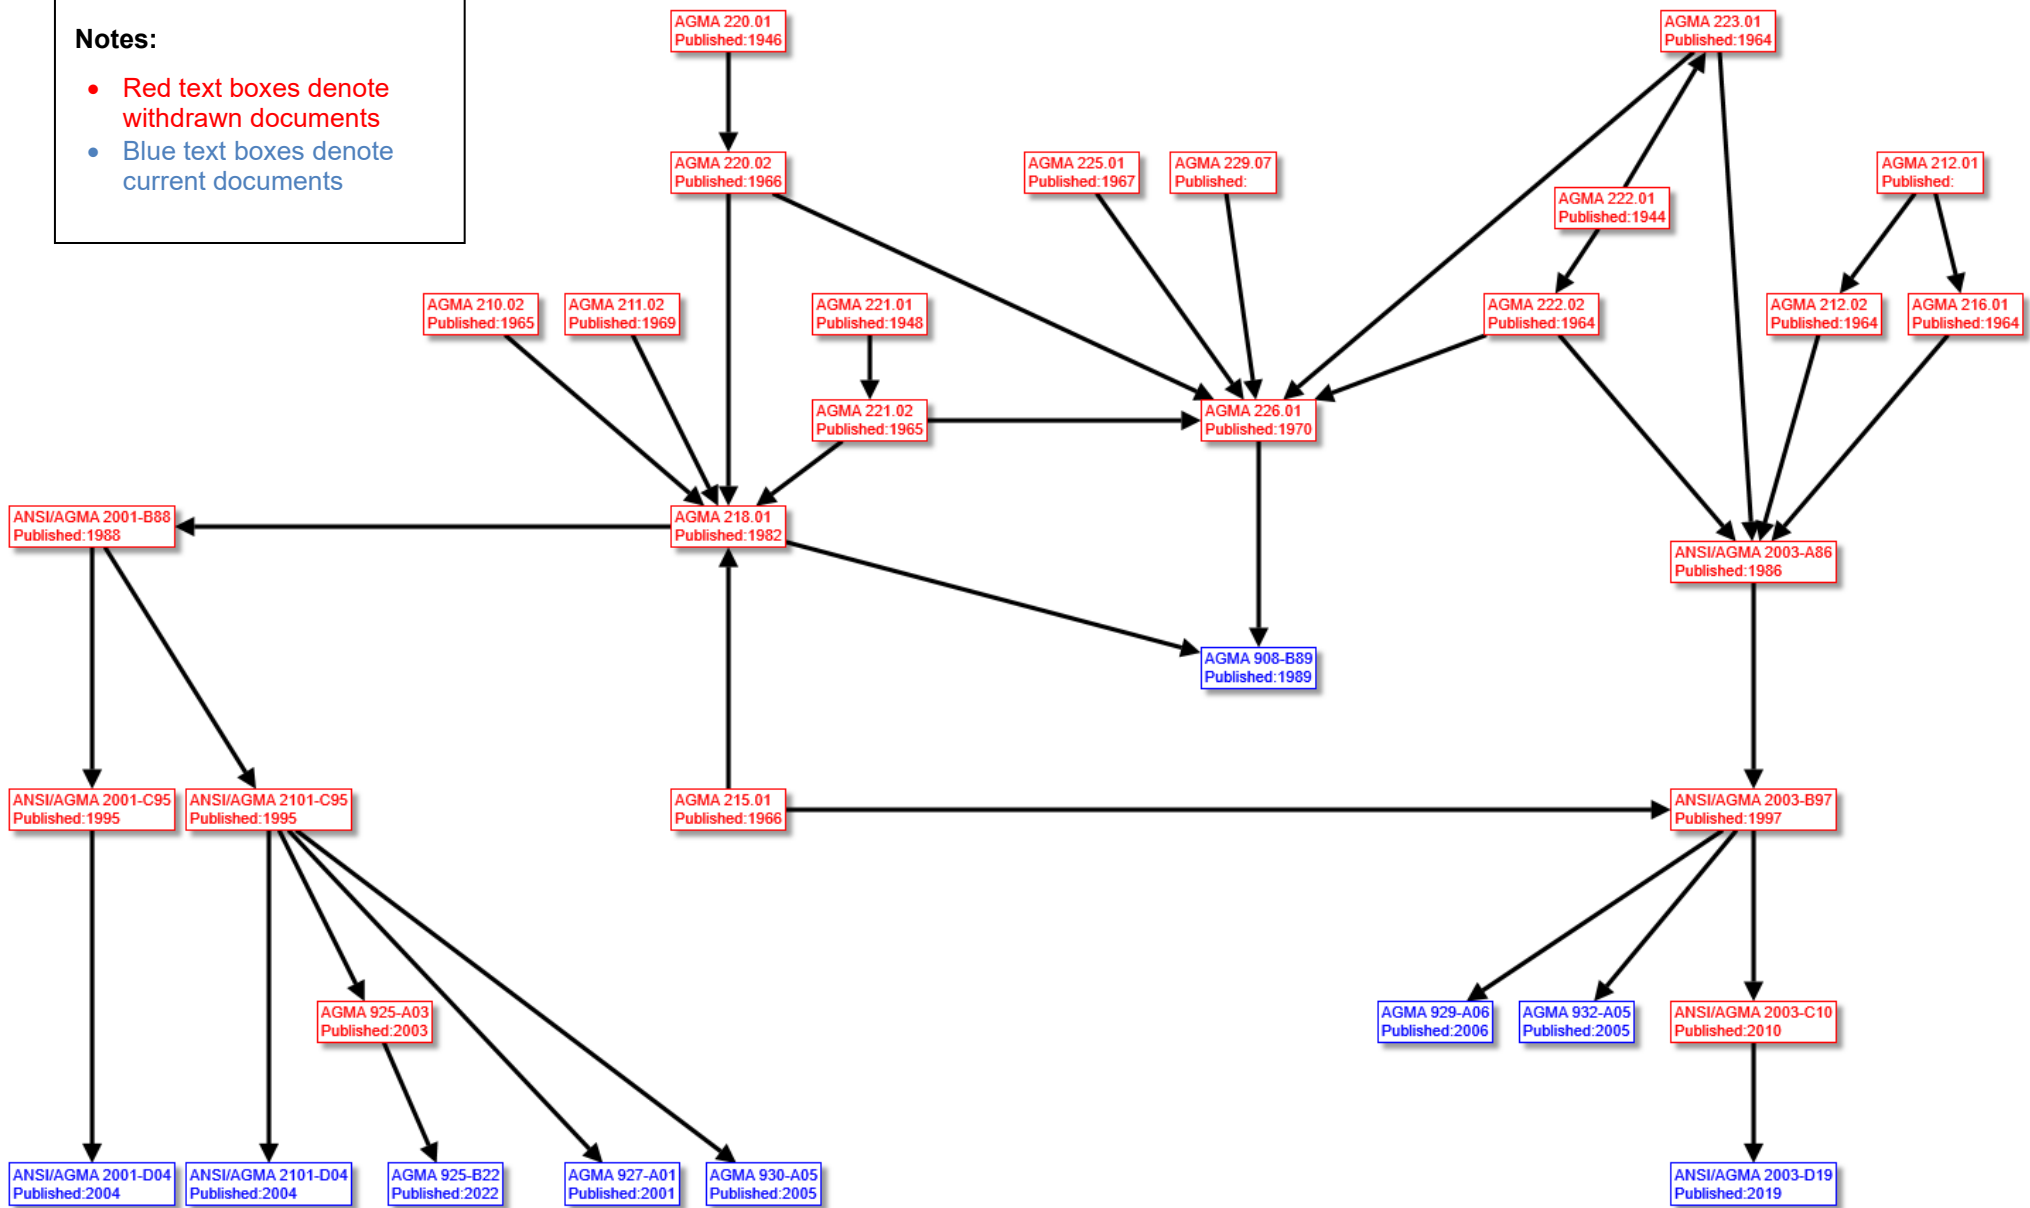 Notes:
• Red text boxes denote
withdrawn documents
• Blue text boxes denote
current documents
AGMA 220.01
Published:1946
AGMA 223.01
Published:1964
AGMA 220.02
Published:1966
AGMA 225.01
Published:1967
AGMA 229.07
Published:
AGMA 222.01
Published:1944
AGMA 212.01
Published:
AGMA 210.02
Published:1965
AGMA 211.02
Published:1969
AGMA 221.01
Published:1948
AGMA 222.02
Published:1964
AGMA 212.02
Published:1964
AGMA 216.01
Published:1964
AGMA 221.02
Published:1965
AGMA 226.01
Published:1970
ANSI/AGMA 2001-B88
Published:1988
AGMA 218.01
Published:1982
ANSI/AGMA 2003-A86
Published:1986
AGMA 908-B89
Published:1989
ANSI/AGMA 2001-C95
Published:1995
ANSI/AGMA 2101-C95
Published:1995
AGMA 215.01
Published:1966
ANSI/AGMA 2003-B97
Published:1997
AGMA 925-A03
Published:2003
AGMA 929-A06
Published:2006
AGMA 932-A05
Published:2005
ANSI/AGMA 2003-C10
Published:2010
ANSI/AGMA 2001-D04
Published:2004
ANSI/AGMA 2101-D04
Published:2004
AGMA 925-B22
Published:2022
AGMA 927-A01
Published:2001
AGMA 930-A05
Published:2005
ANSI/AGMA 2003-D19
Published:2019